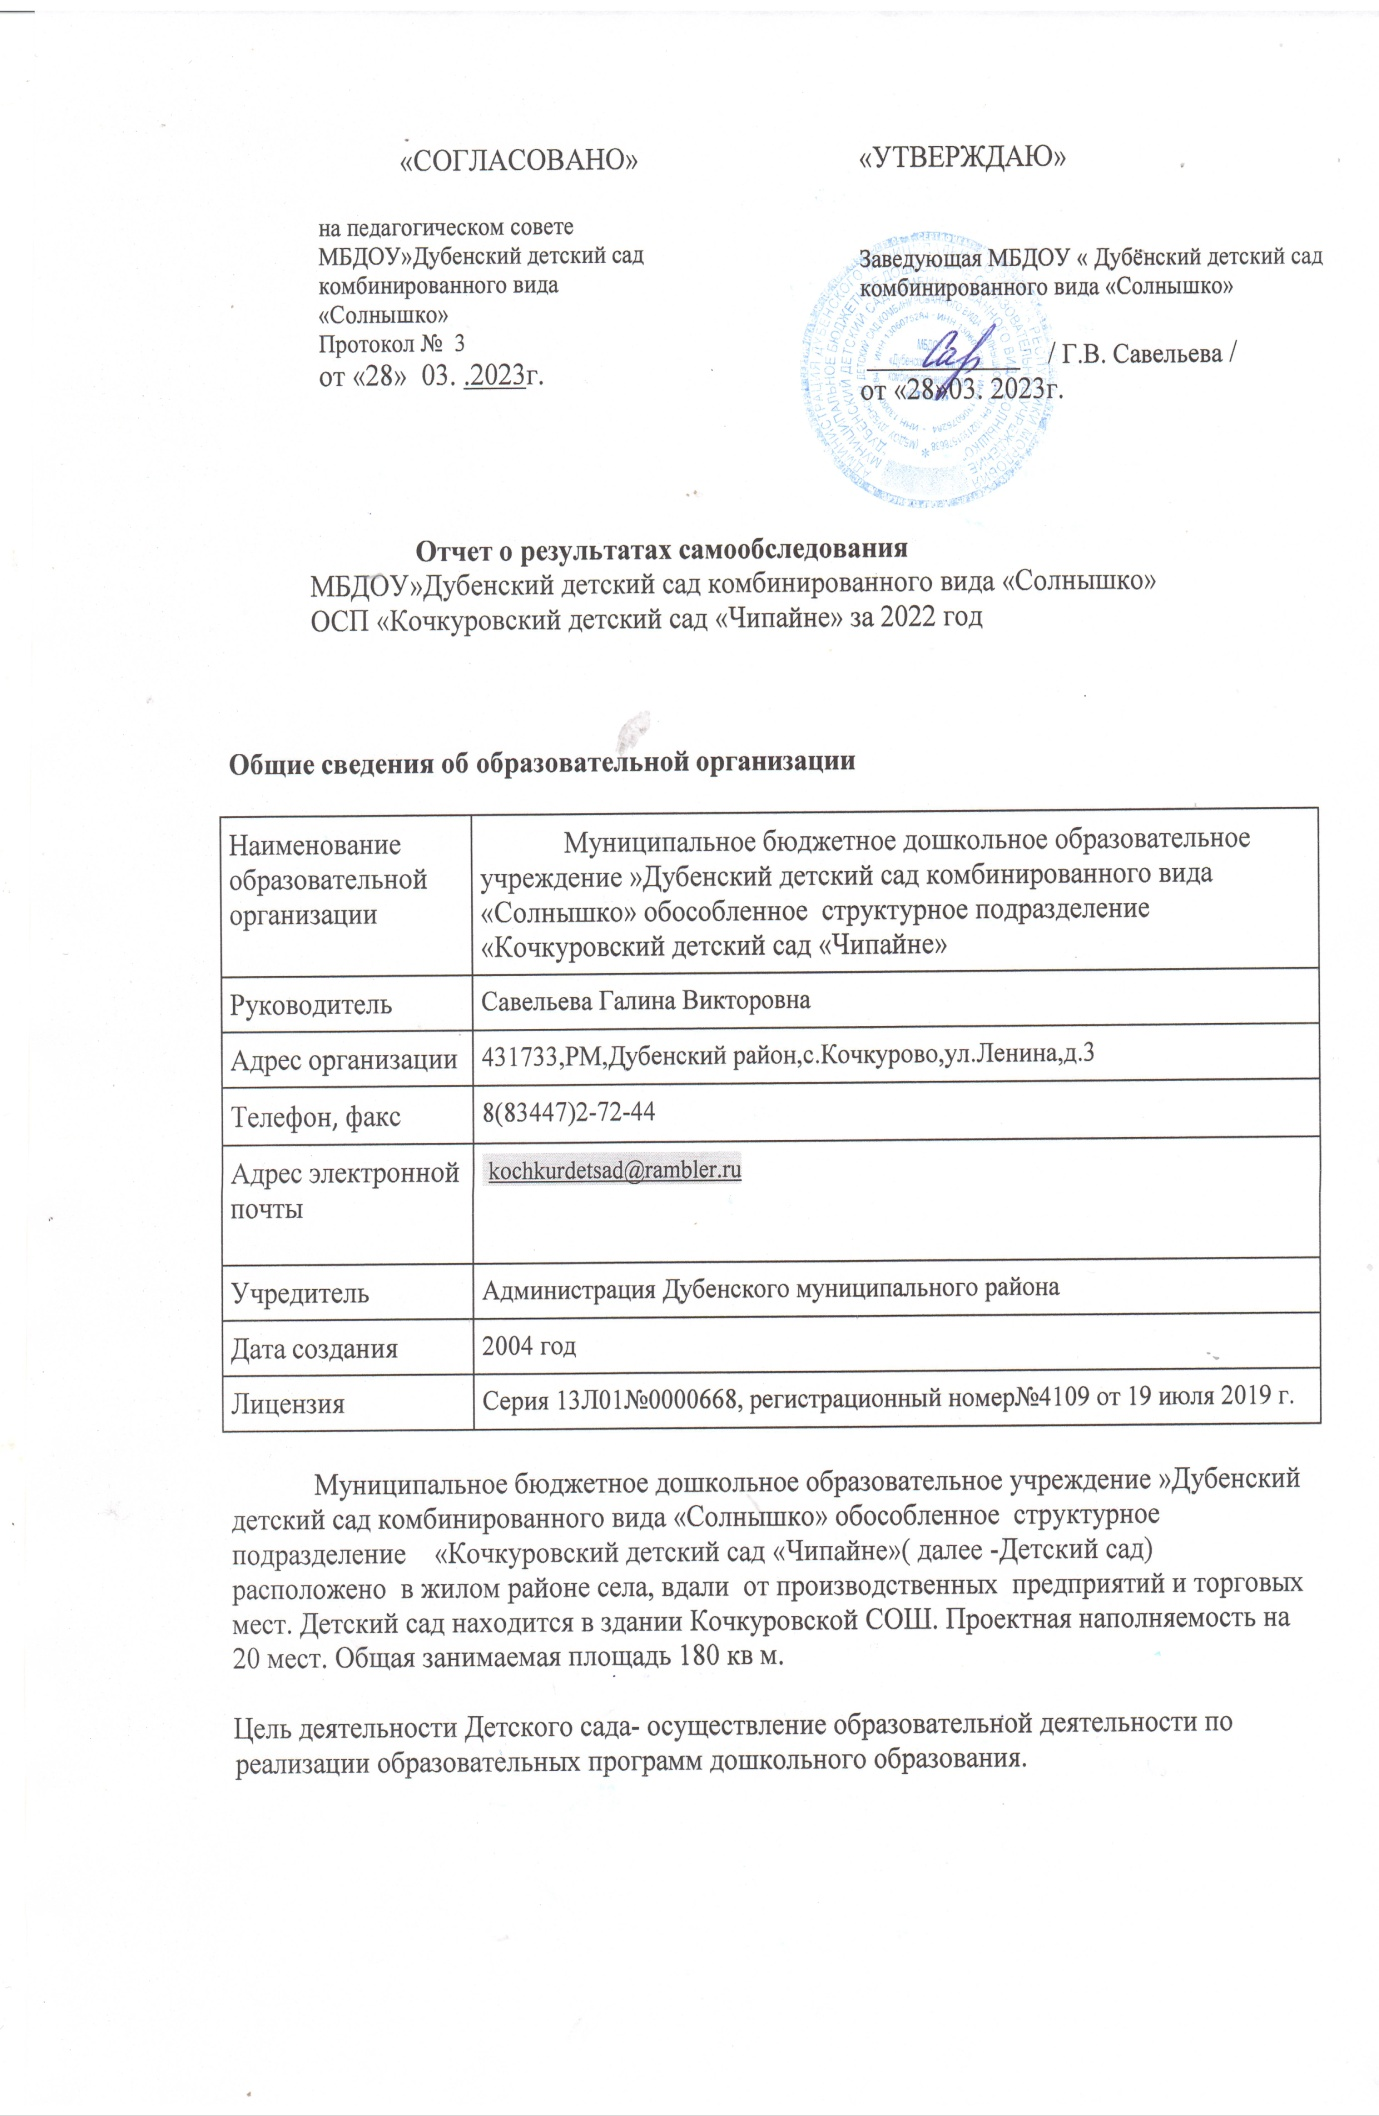 «СОГЛАСОВАНО»
на педагогическом совете
МБДОУ»Дубенский детский сад
комбинированного вида
«Солнышко»
Протокол № 3
от «28» 03. .2023г.
«УТВЕРЖДАЮ»
Заведующая МБДОУ « Дубёнский детский сад
комбинированного вида «Солнышко»
/ Г.В. Савельева /
от «28»03. 2023г.
Отчет о результатах самообследования
МБДОУ»Дубенский детский сад комбинированного вида «Солнышко»
ОСП «Кочкуровский детский сад «Чипайне» за 2022 год
Общие сведения об образовательной организации
Наименование
образовательной
организации
Муниципальное бюджетное дошкольное образовательное
учреждение »Дубенский детский сад комбинированного вида
«Солнышко» обособленное структурное подразделение
«Кочкуровский детский сад «Чипайне»
Руководитель
Савельева Галина Викторовна
Адрес организации
431733,РМ,Дубенский район,с.Кочкурово,ул.Ленина,д.3
Телефон, факс
8(83447)2-72-44
Адрес электронной
почты
kochkurdetsad@rambler.ru
Учредитель
Администрация Дубенского муниципального района
Дата создания
2004 год
Лицензия
Серия 13Л01№0000668, регистрационный номер№4109 от 19 июля 2019 г.
Муниципальное бюджетное дошкольное образовательное учреждение »Дубенский
детский сад комбинированного вида «Солнышко» обособленное структурное
подразделение «Кочкуровский детский сад «Чипайне»( далее -Детский сад)
расположено в жилом районе села, вдали от производственных предприятий и торговых
мест. Детский сад находится в здании Кочкуровской СОШ. Проектная наполняемость на
20 мест. Общая занимаемая площадь 180 кв м.
Цель деятельности Детского сада- осуществление образовательной деятельности по
реализации образовательных программ дошкольного образования.